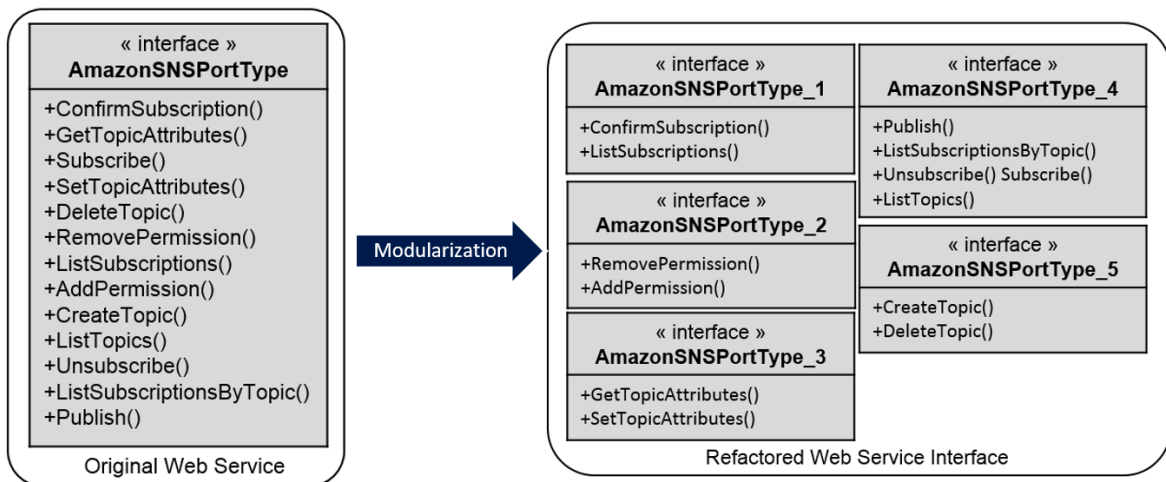 « interface »
AmazonSNSPortType
+ConfirmSubscription()
+GetTopicAttributes()
+Subscribe()
+SetTopicAttributes()
+DeleteTopic()
+RemovePermission()
+ListSubscriptions()
+AddPermission()
+CreateTopic()
+ListTopics()
+Unsubscribe()
+ListSubscriptionsByTopic()
+Publish()
Original Web Service
Modularization
« interface »
AmazonSNSPortType_1
+ConfirmSubscription()
+ListSubscriptions()
« interface »
AmazonSNSPortType_2
+RemovePermission()
+AddPermission()
« interface »
AmazonSNSPortType_3
+GetTopicAttributes()
+SetTopicAttributes()
« interface »
AmazonSNSPortType_4
+Publish()
+ListSubscriptionsByTopic()
+Unsubscribe() Subscribe()
+ListTopics()
« interface »
AmazonSNSPortType_5
+CreateTopic()
+DeleteTopic()
Refactored Web Service Interface